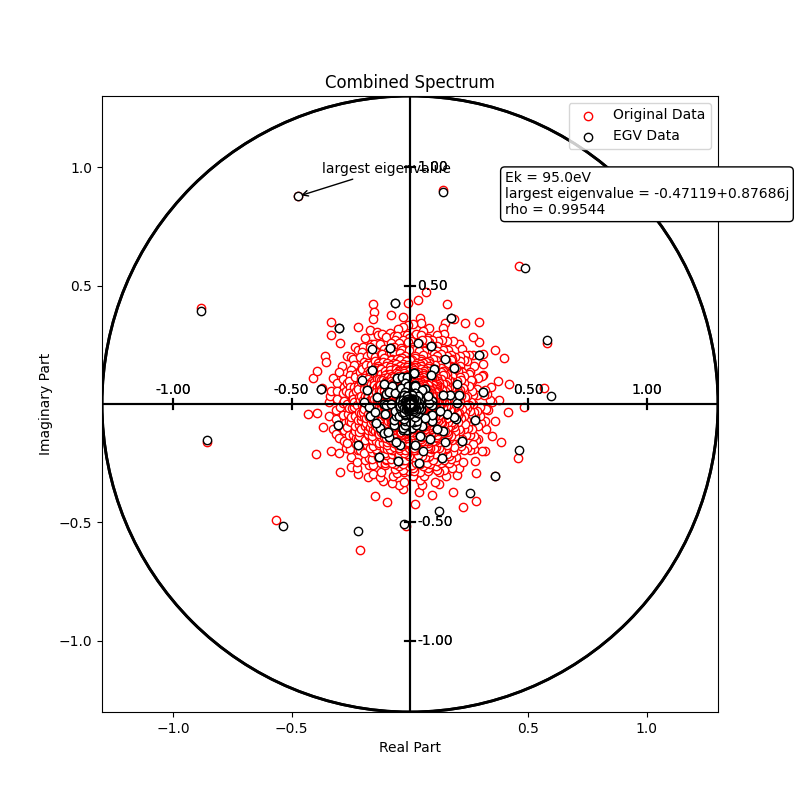 Combined Spectrum
Original Data
EGV Data
largest eigenvalue
Ek = 95.0eV
largest eigenvalue = -0.47119+0.87686j
rho = 0.99544
1.00
0.50
-1.00
-0.50
0.50
1.00
-0.50
-1.00
1.0
0.5
0.0
−0.5
−1.0
Imaginary Part
−1.0
−0.5
0.5
1.0
Real Part